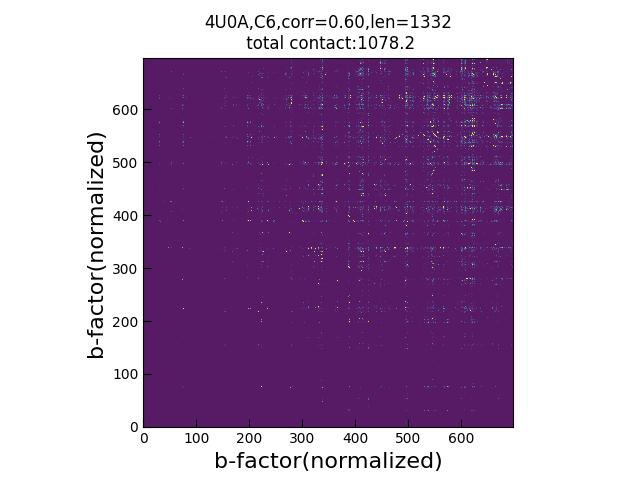 4U0A,C6,corr=0.60,len=1332
total contact:1078.2
b-factor(normalized)
600
500
400
300
200
100
0
0 100 200 300 400 500 600
b-factor(normalized)